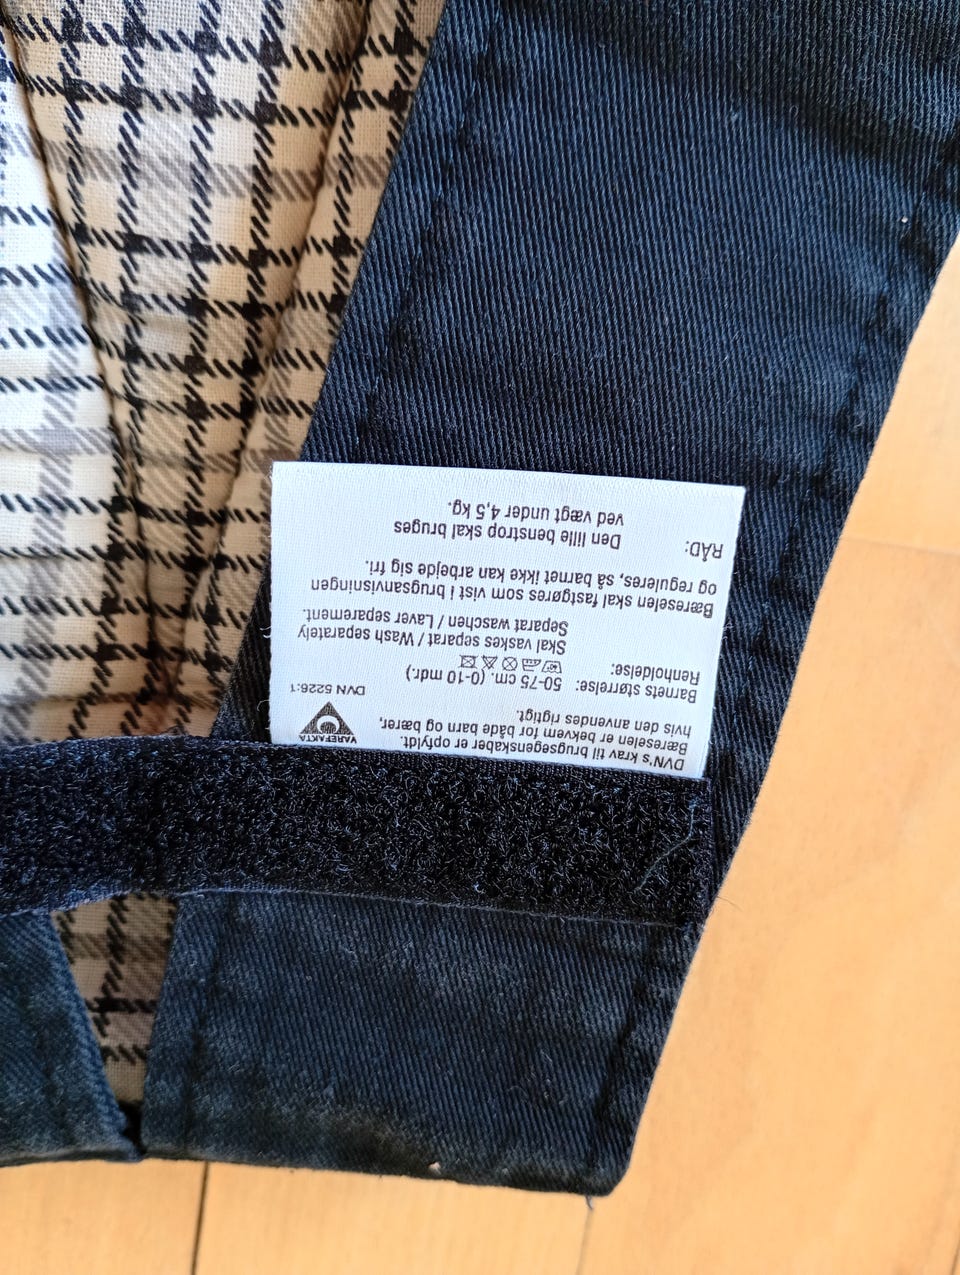 VAREFAKTA
DVN's krav til brugsegenskaber er opfyldt.
Bæreselen er bekvem for både barn og bærer,
hvis den anvendes rigtigt.
DVN 5226:1
Barnets størrelse: 50-75 cm. (0-10 mdr.)
Renholdelse:
Skal vaskes separat / Wash separately
Separat waschen / Laver separement.
Bæreselen skal fastgøres som vist i brugsanvisningen
og reguleres, så barnet ikke kan arbejde sig fri.
RÅD: Den lille benstrop skal bruges
ved vægt under 4,5 kg.